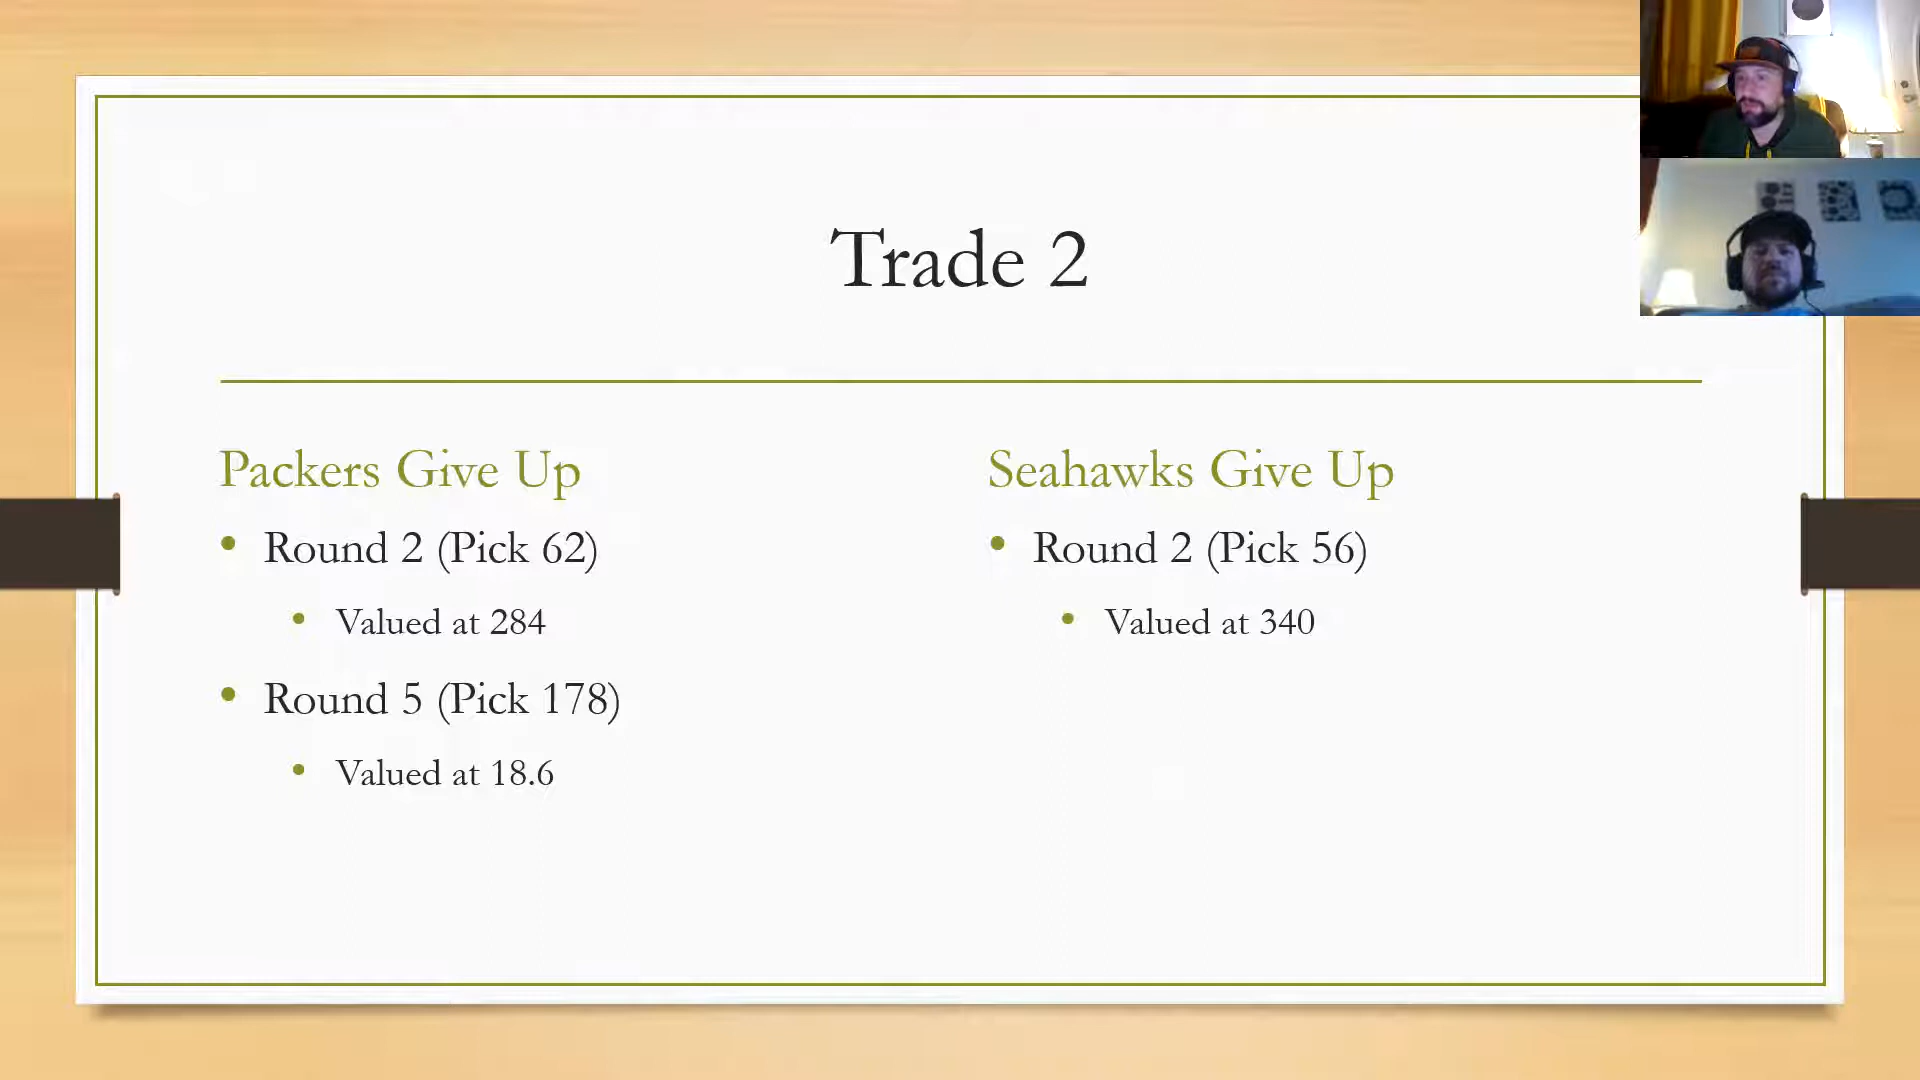 Trade 2
Packers Give Up
• Round 2 (Pick 62)
• Valued at 284
• Round 5 (Pick 178)
• Valued at 18.6
Seahawks Give Up
• Round 2 (Pick 56)
• Valued at 340